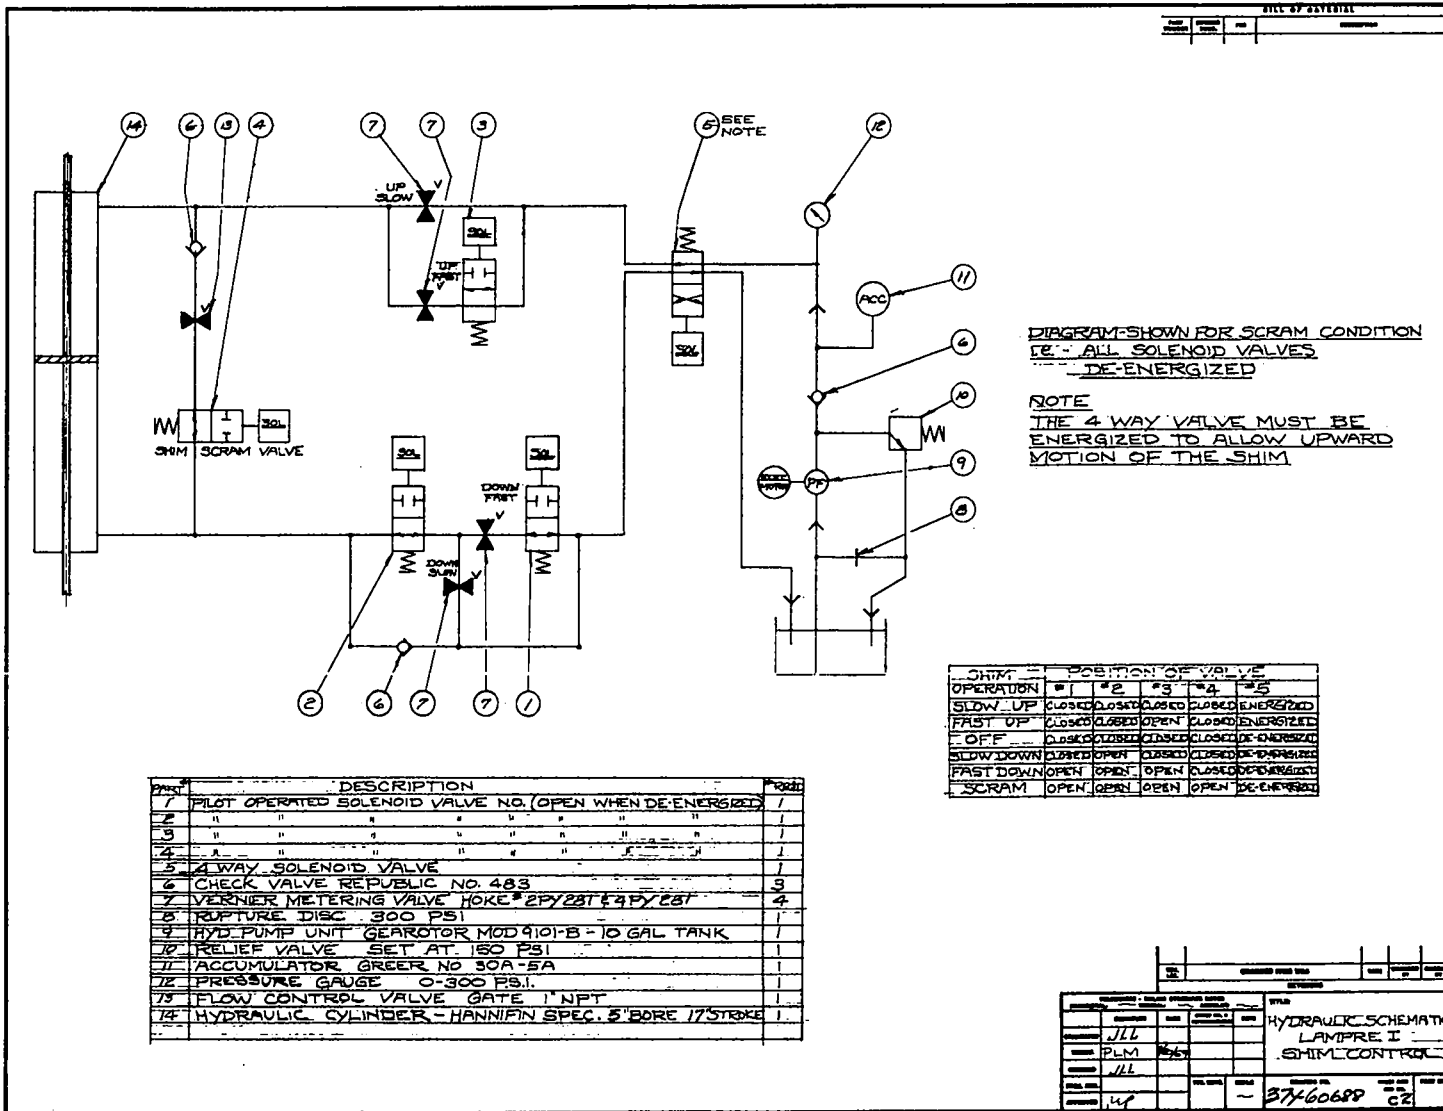 BILL OF MATERIAL
14
6
13
4
7
7
3
5
SEE
NOTE
12
UP
SLOW
V
SOL
UP
FAST
V
SOL
V
ACC
11
6
10
9
8
PF
SOL
SHIM SCRAM VALVE
SOL
SOL
DOWN
FAST
V
DOWN
V
2
6
7
7
1
DIAGRAM-SHOWN FOR SCRAM CONDITION
ALL SOLENOID VALVES
DE-ENERGIZED
NOTE
THE 4 WAY VALVE MUST BE
ENERGIZED TO ALLOW UPWARD
MOTION OF THE SHIM
SHIM POSITION OF VALVE
OPERATION #1 #2 #3 #4 #5
SLOW UP CLOSED CLOSED CLOSED CLOSED ENERGIZED
FAST UP CLOSED CLOSED OPEN CLOSED ENERGIZED
OFF CLOSED CLOSED CLOSED CLOSED DE-ENERGIZED
SLOW DOWN CLOSED OPEN CLOSED CLOSED DE-ENERGIZED
FAST DOWN OPEN OPEN OPEN CLOSED DE-ENERGIZED
SCRAM OPEN OPEN OPEN OPEN DE-ENERGIZED
PART DESCRIPTION
1 PILOT OPERATED SOLENOID VALVE NO. (OPEN WHEN DE-ENERGIZED) 1
2 " " " " " " " " 1
3 " " " " " " " " 1
4 " " " " " " " " 1
5 4 WAY SOLENOID VALVE 1
6 CHECK VALVE REPUBLIC NO. 483 3
7 VERNIER METERING VALVE HOKE #2PY281 & 4PY281 4
8 RUPTURE DISC 300 PSI 1
9 HYD PUMP UNIT GEAROTOR MOD 9101-B - 10 GAL TANK 1
10 RELIEF VALVE SET AT 150 PSI 1
11 ACCUMULATOR GREER NO 30A-5A 1
12 PRESSURE GAUGE 0-300 PS.I. 1
13 FLOW CONTROL VALVE GATE 1" NPT 1
14 HYDRAULIC CYLINDER - HANNIFIN SPEC. 5" BORE 17" STROKE 1
TITLE
HYDRAULIC SCHEMATI
LAMPRE I
SHIM CONTROL
JLL
PLM
JLL
37Y-60688 C2